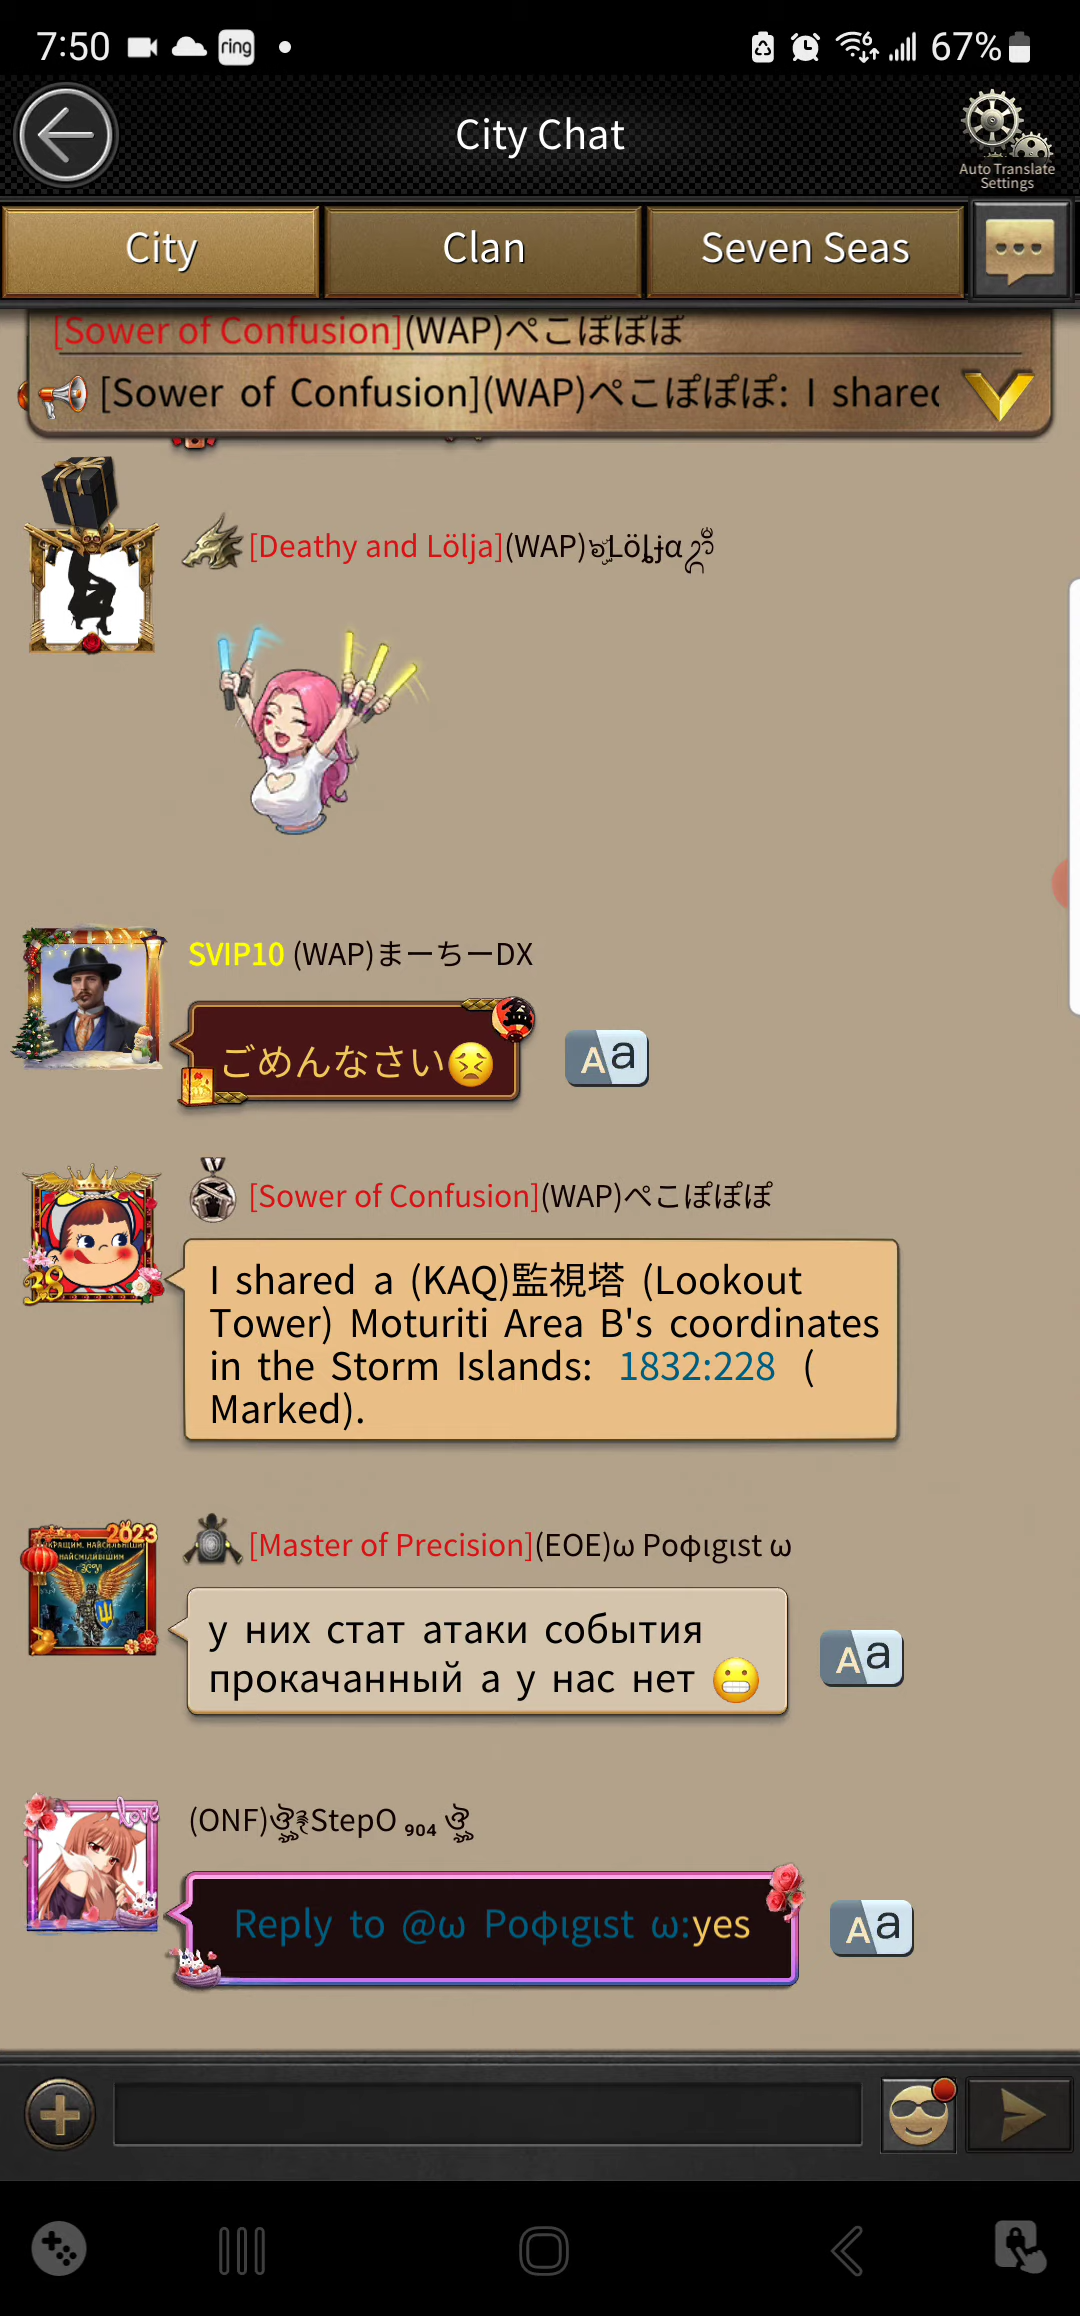 7:50
ring
67%
City Chat
Auto Translate
Settings
City
Clan
Seven Seas
[Sower of Confusion](WAP)ぺこぽぽぽ
[Sower of Confusion](WAP)ぺこぽぽぽ: I shared
[Deathy and Lölja](WAP)
SVIP10 (WAP)まーちーDX
ごめんなさい😣
Aa
[Sower of Confusion](WAP)ぺこぽぽぽ
38
I shared a (KAQ)監視塔 (Lookout
Tower) Moturiti Area B's coordinates
in the Storm Islands: 1832:228 (
Marked).
2023
[Master of Precision](EOE)ω Poφιgιst ω
у них стат атаки события
прокачанный а у нас нет 😬
Aa
love
(ONF) StepO ₉₀₄
Reply to @ω Poφιgιst ω:yes
Aa